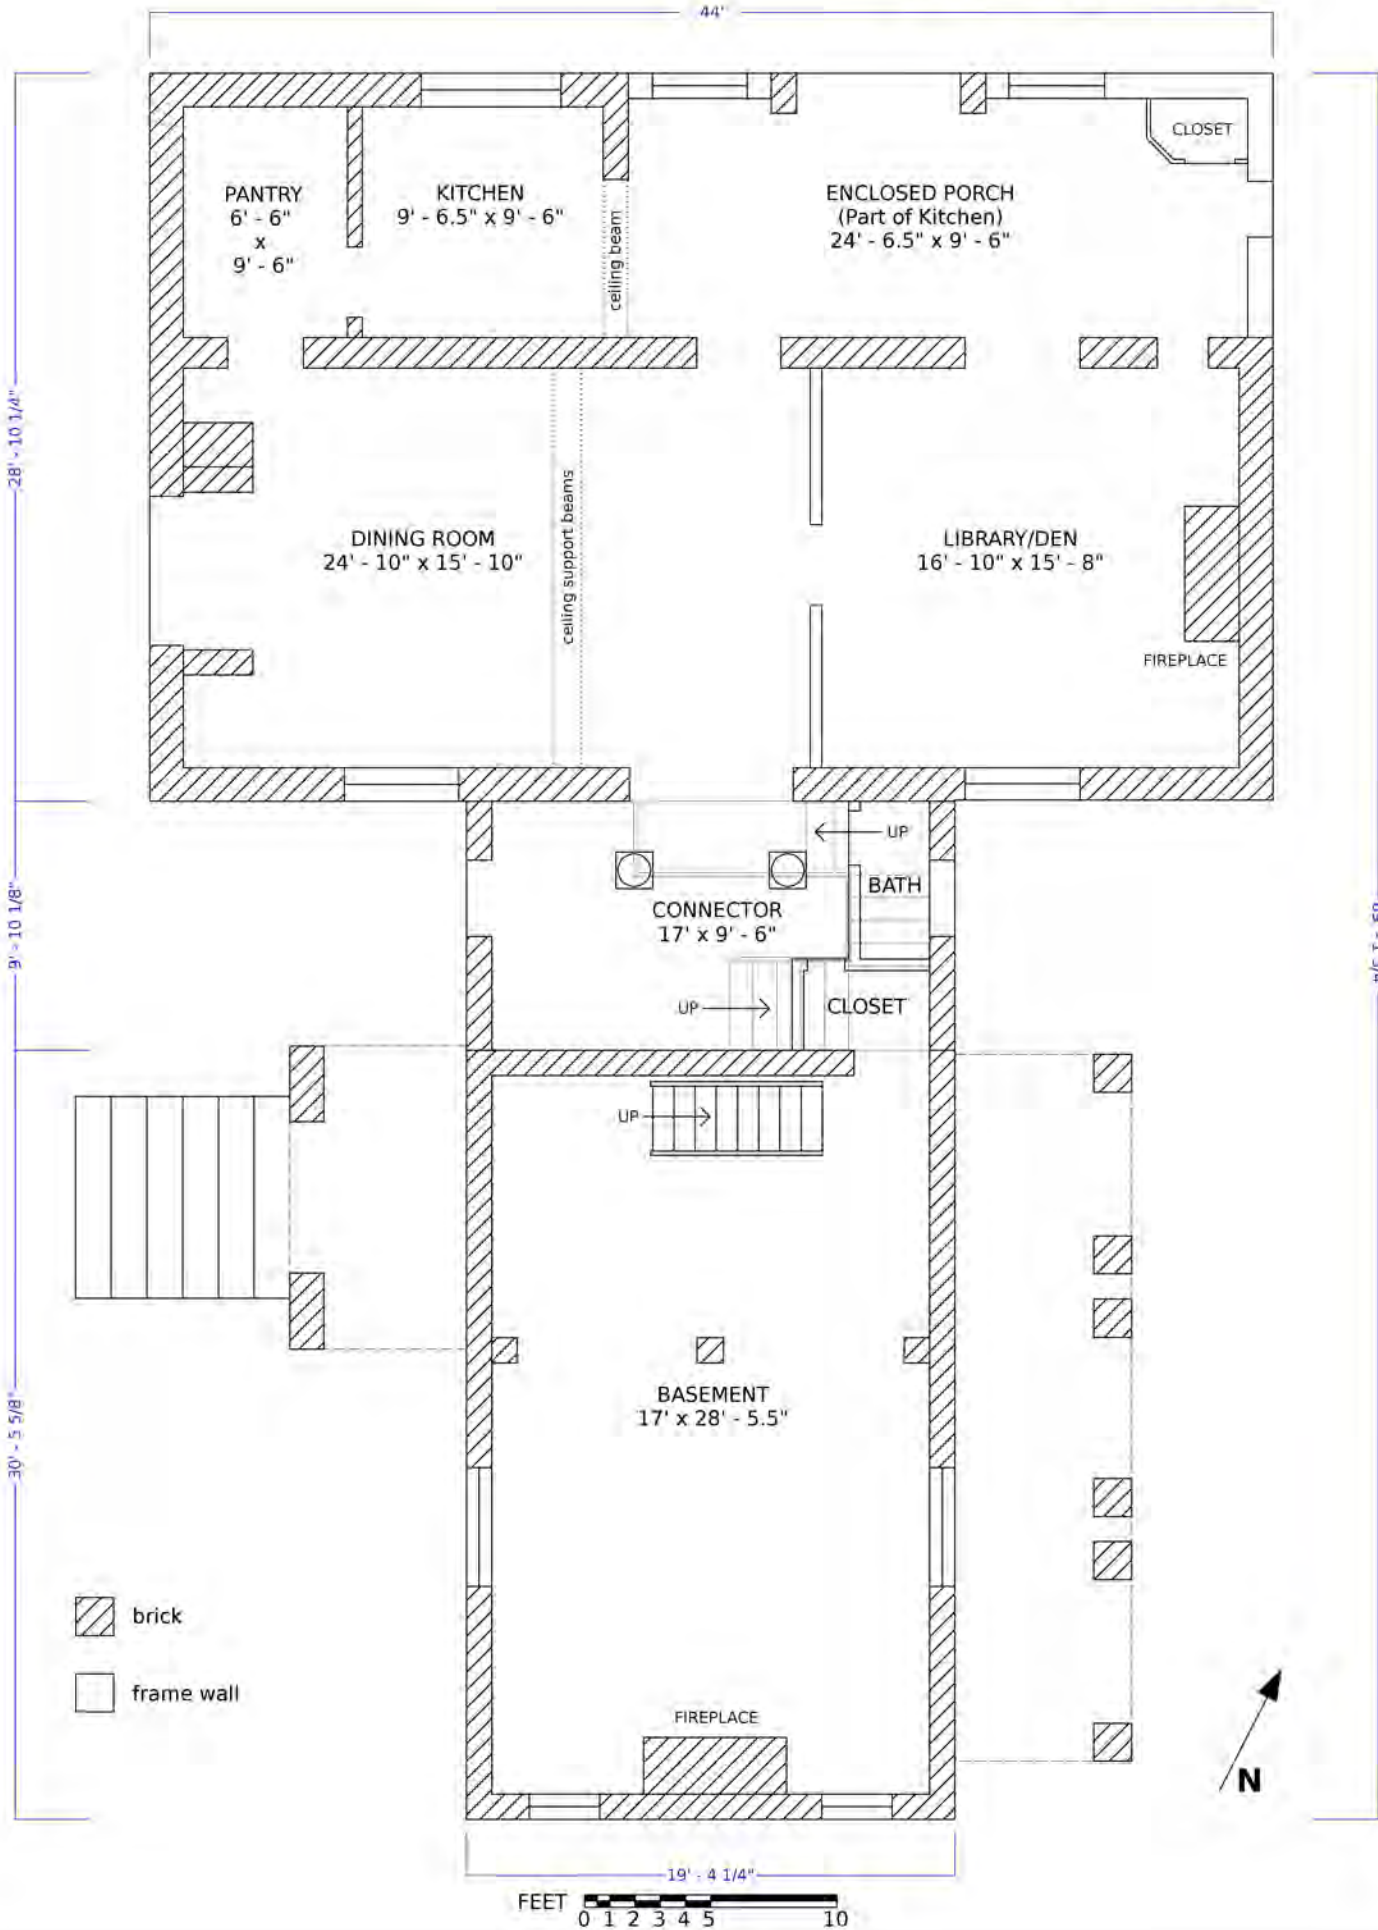 44'
CLOSET
PANTRY
6' - 6"
x
9' - 6"
KITCHEN
9' - 6.5" x 9' - 6"
ceiling beam
ENCLOSED PORCH
(Part of Kitchen)
24' - 6.5" x 9' - 6"
28' - 10 1/4"
DINING ROOM
24' - 10" x 15' - 10"
ceiling support beams
LIBRARY/DEN
16' - 10" x 15' - 8"
FIREPLACE
UP
BATH
CONNECTOR
17' x 9' - 6"
9' - 10 1/8"
UP
CLOSET
UP
BASEMENT
17' x 28' - 5.5"
30' - 5 5/8"
brick
frame wall
FIREPLACE
N
19' - 4 1/4"
FEET
0 1 2 3 4 5 10